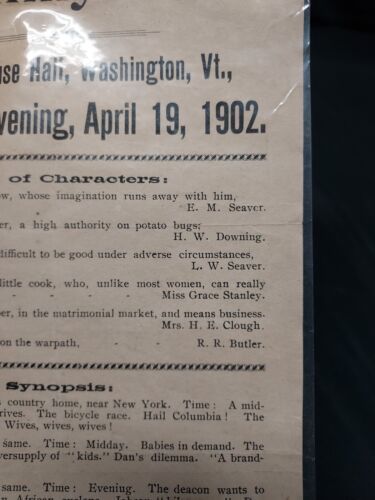 use Hall, Washington, Vt.,
vening, April 19, 1902.
of Characters:
ow, whose imagination runs away with him,
E. M. Seaver.
er, a high authority on potato bugs,
H. W. Downing.
difficult to be good under adverse circumstances,
L. W. Seaver.
little cook, who, unlike most women, can really
- - - - Miss Grace Stanley.
per, in the matrimonial market, and means business.
Mrs. H. E. Clough.
on the warpath, - - R. R. Butler.
Synopsis:
s country home, near New York. Time: A mid-
rives. The bicycle race. Hail Columbia! The
Wives, wives, wives!
same. Time: Midday. Babies in demand. The
versupply of "kids." Dan's dilemma. "A brand-
same. Time: Evening. The deacon wants to